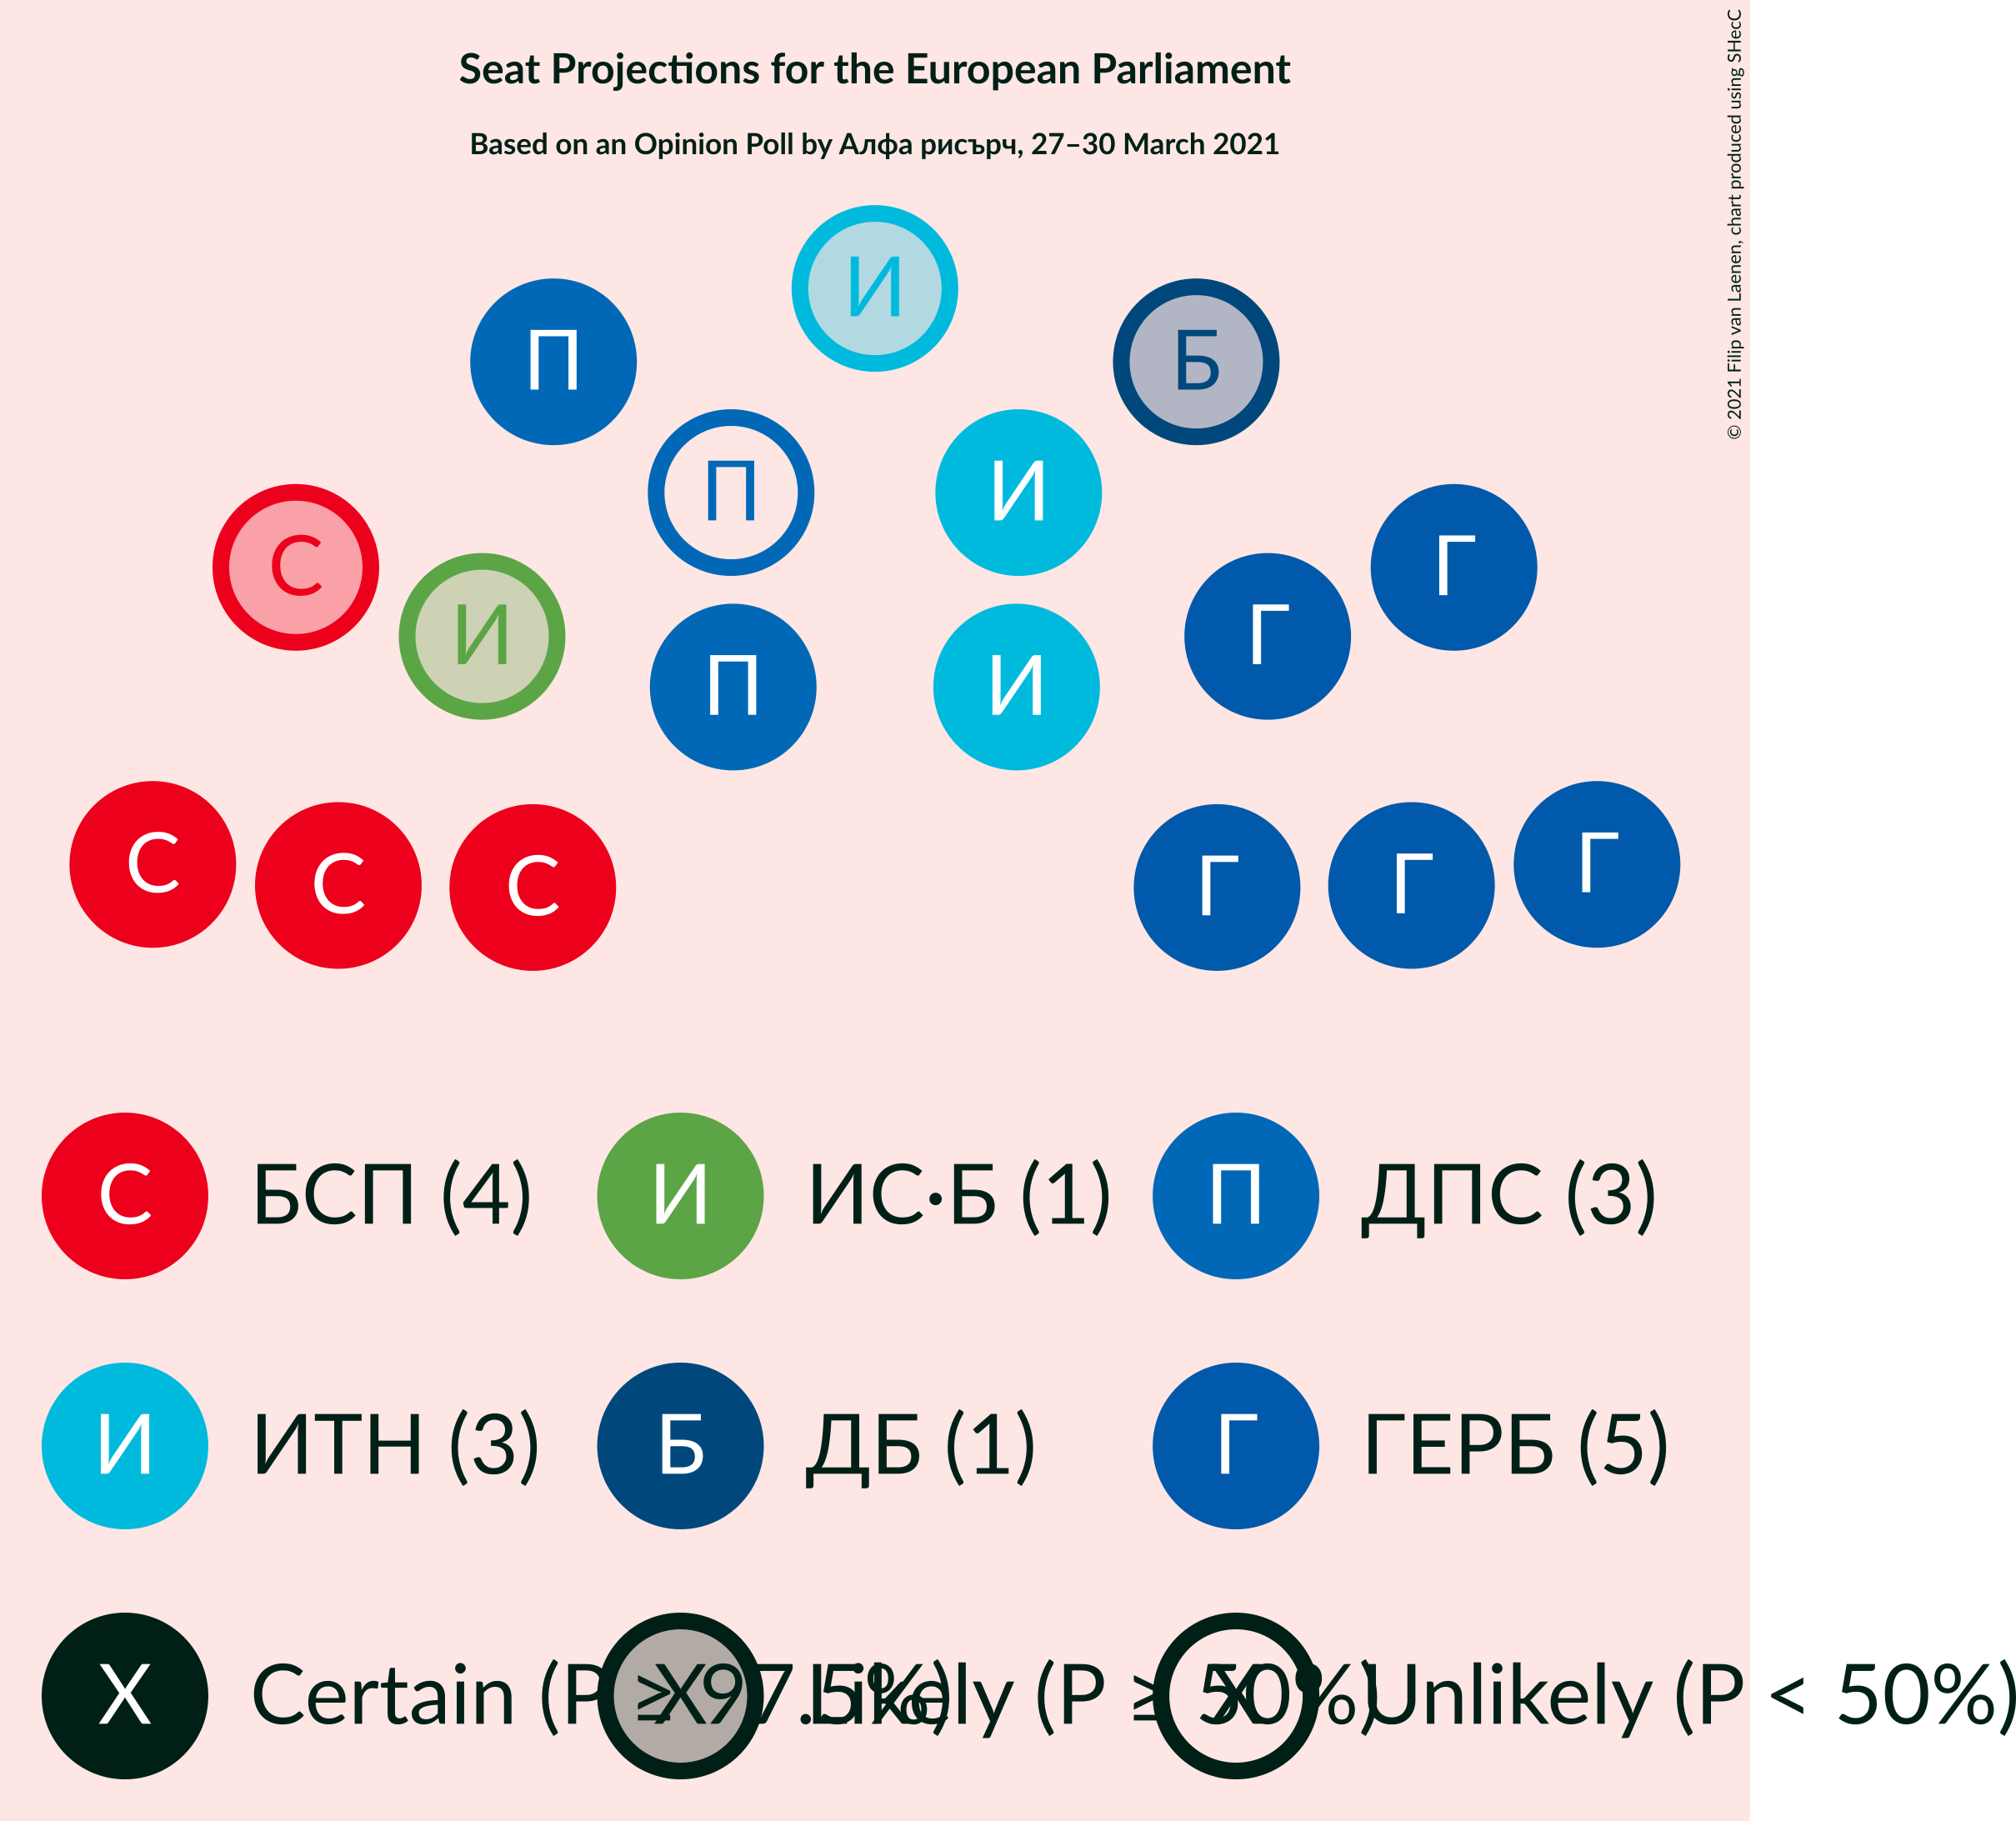 Seat Projections for the European Parliament
Based on an Opinion Poll by Алфа рисърч, 27–30 March 2021
© 2021 Filip van Laenen, chart produced using SHecC
И
П Б
П И
С Г
И Г
П И
С С С Г Г Г
С БСП (4) И ИС•Б (1) П ДПС (3)
И ИТН (3) Б ДБ (1) Г ГЕРБ (5)
X Certain (P ≥ 97.5%) X Likely (P ≥ 50%) X Unlikely (P < 50%)